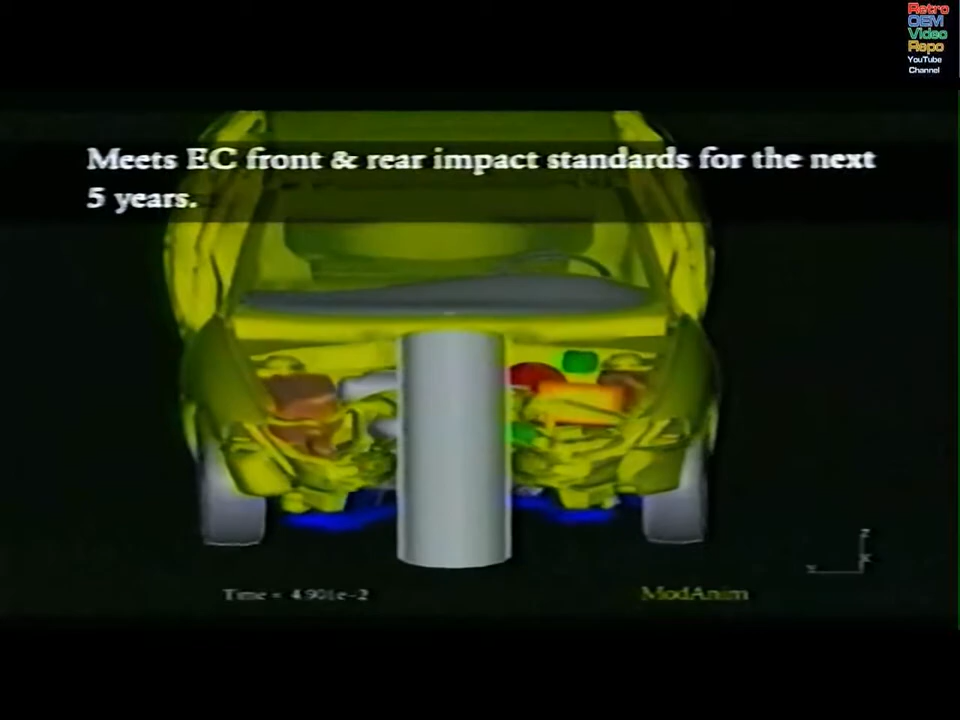 Retro
OEM
Video
Repo
YouTube
Channel
Meets EC front & rear impact standards for the next
5 years.
Time = 4.901e-2
ModAnim
Z
Y
X